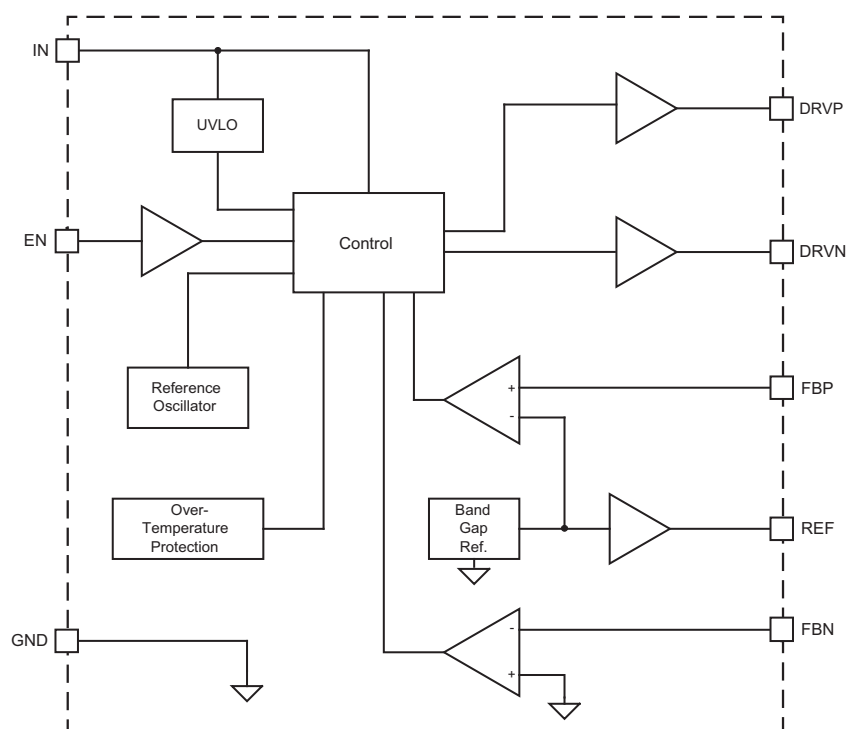 IN
UVLO
DRVP
EN
Control
DRVN
Reference
Oscillator
+
-
FBP
Over-
Temperature
Protection
Band
Gap
Ref.
REF
GND
-
+
FBN